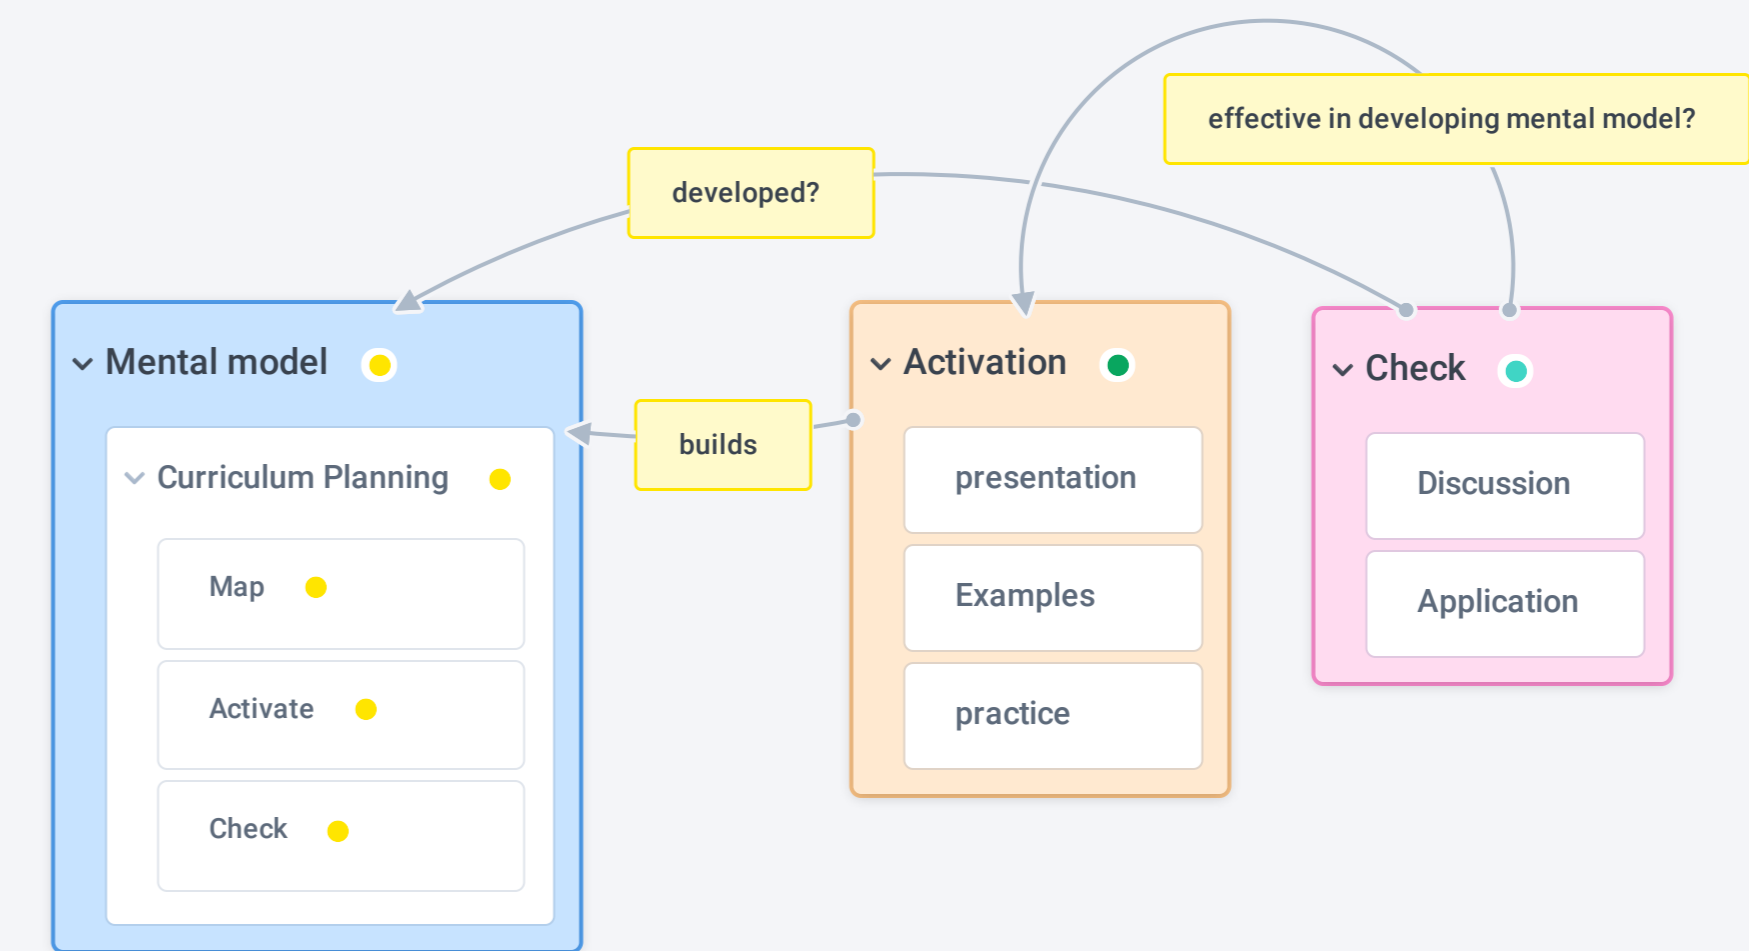 effective in developing mental model?
developed?
Mental model
Curriculum Planning
Map
Activate
Check
builds
Activation
presentation
Examples
practice
Check
Discussion
Application